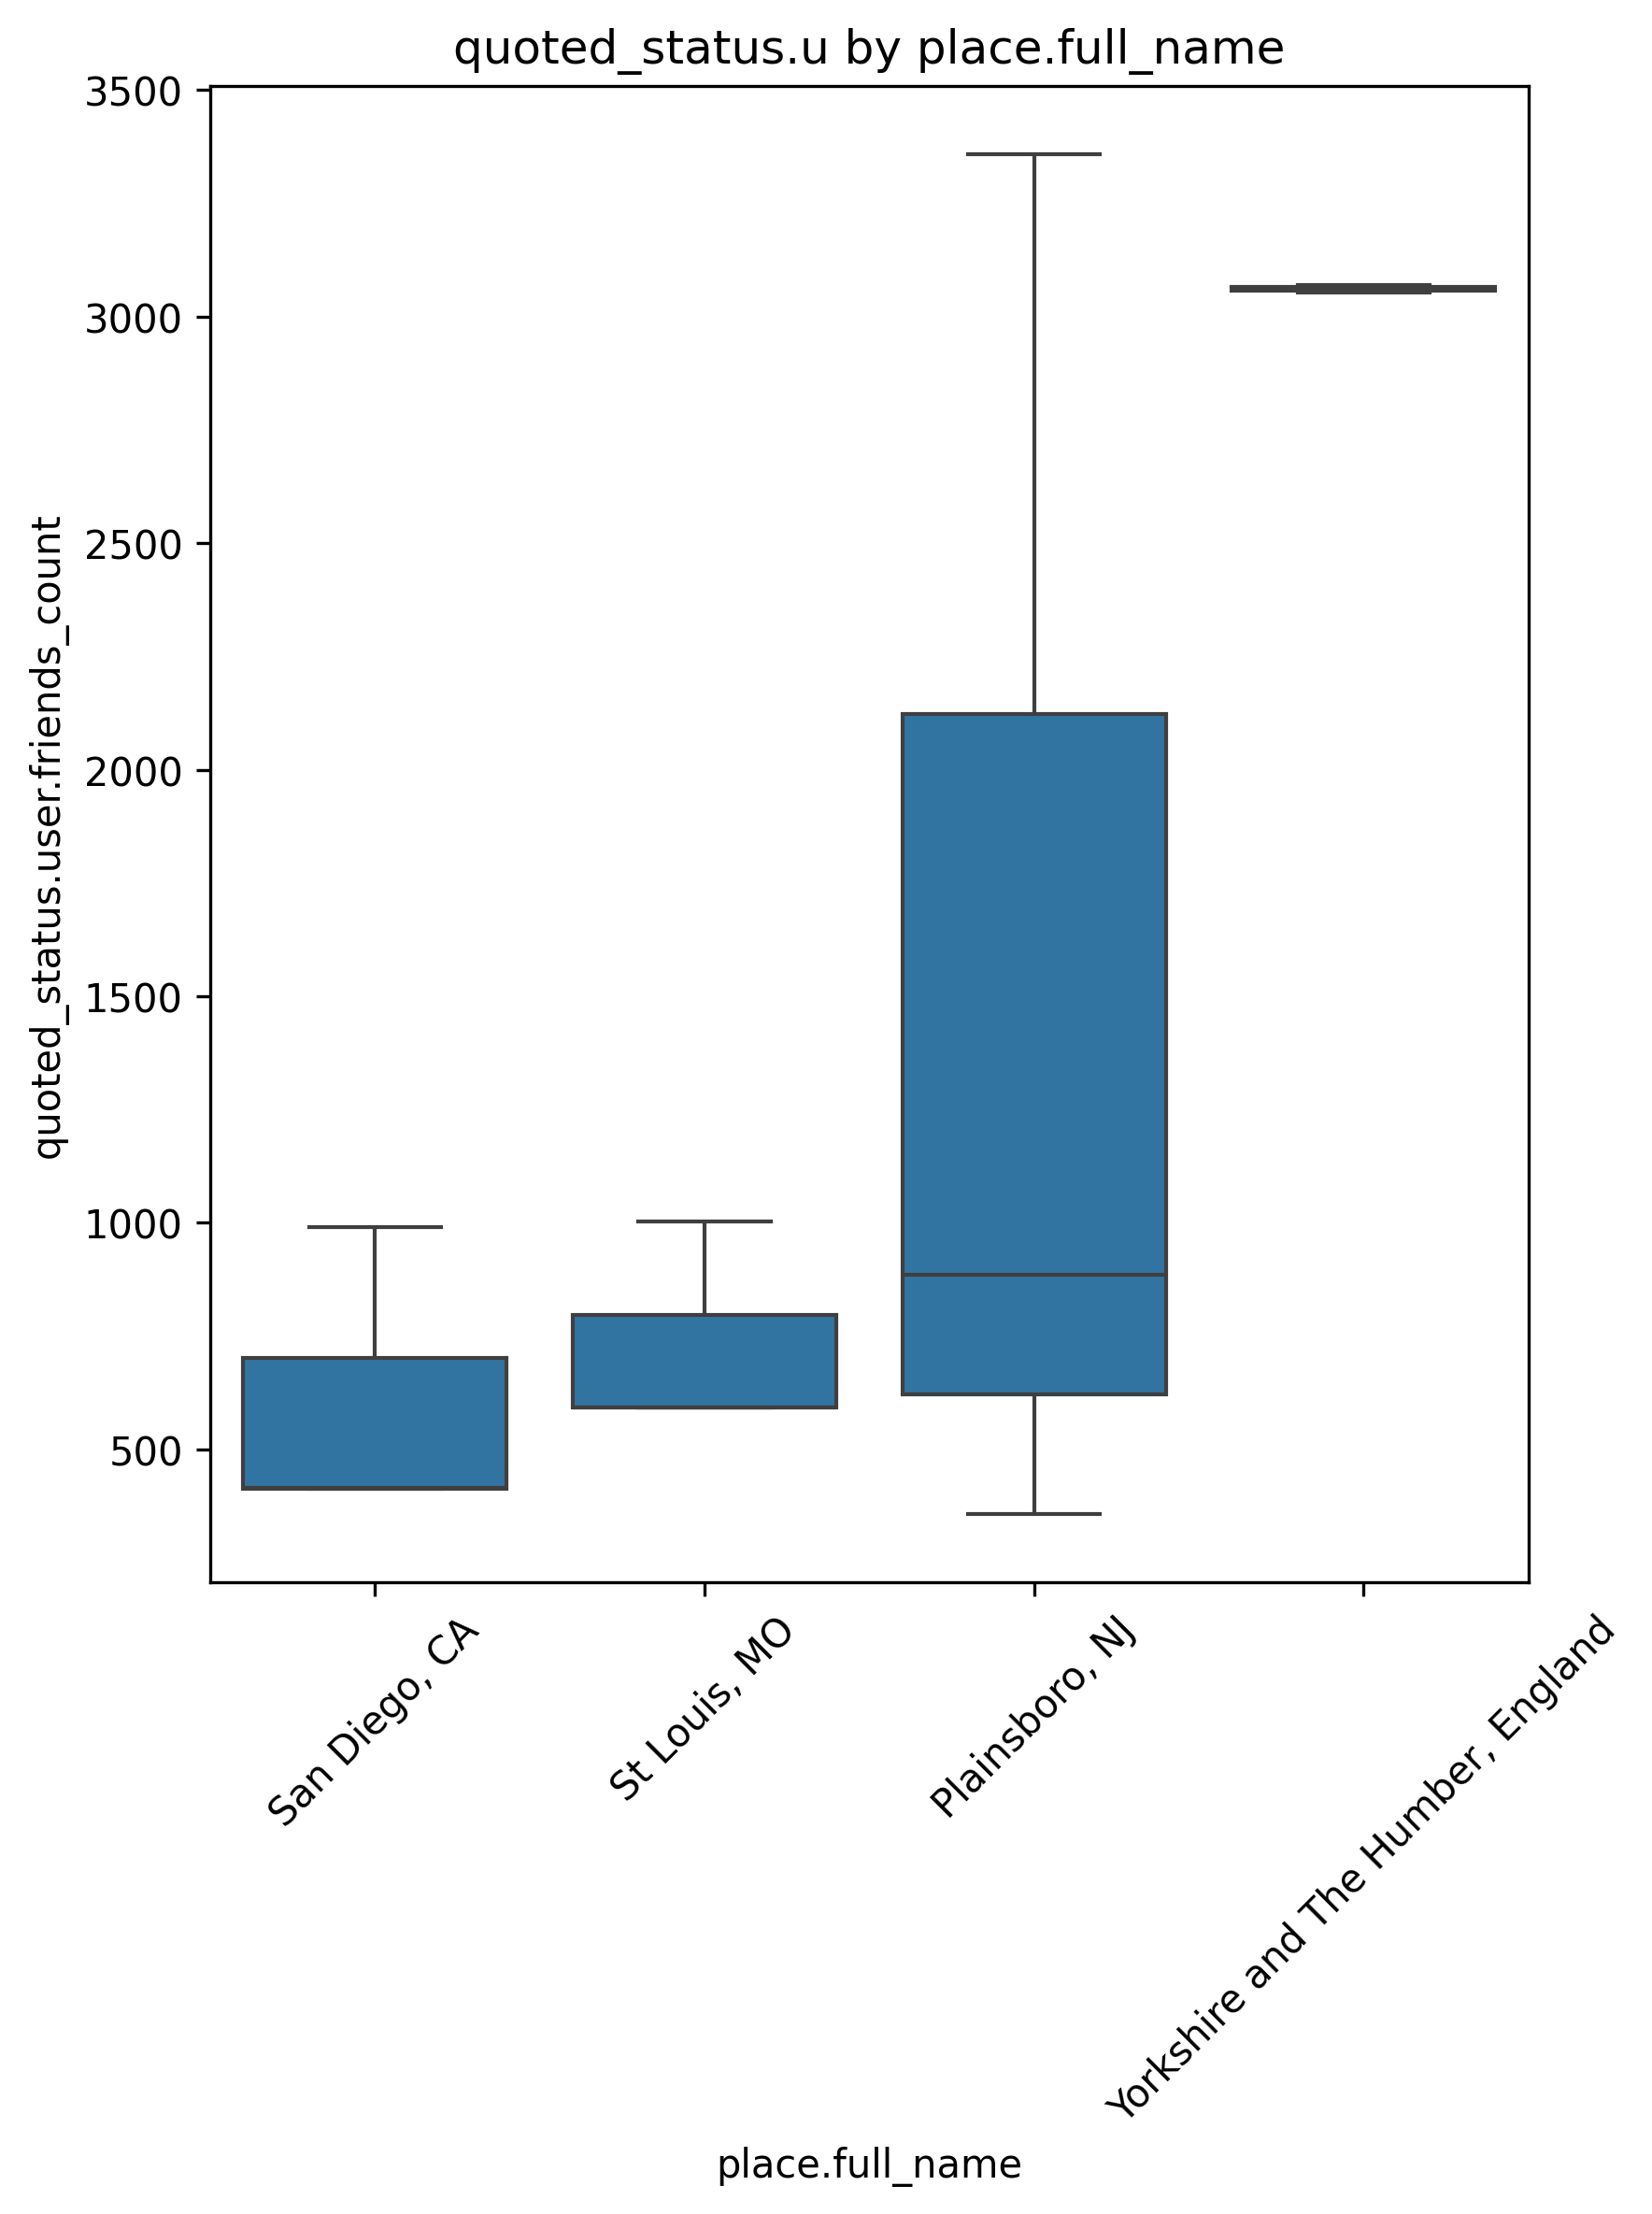 quoted_status.u by place.full_name
quoted_status.user.friends_count
3500
3000
2500
2000
1500
1000
500
San Diego, CA
St Louis, MO
Plainsboro, NJ
Yorkshire and The Humber, England
place.full_name